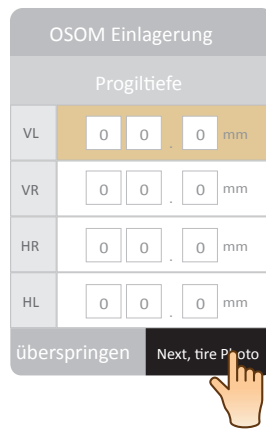 OSOM Einlagerung
Progiltiefe
VL 0 0 . 0 mm
VR 0 0 . 0 mm
HR 0 0 . 0 mm
HL 0 0 . 0 mm
überspringen Next, tire Photo